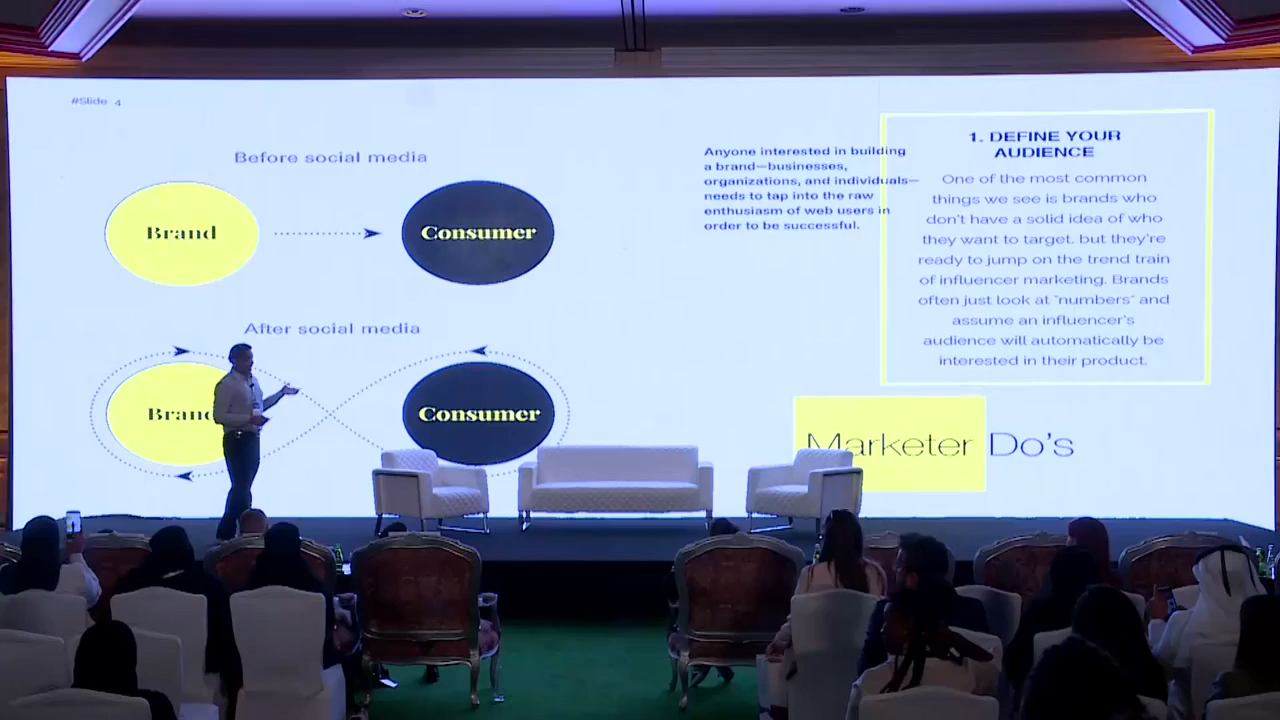 #Slide 4
Before social media
Brand
Consumer
After social media
Brand
Consumer
Anyone interested in building
a brand—businesses,
organizations, and individuals—
needs to tap into the raw
enthusiasm of web users in
order to be successful.
1. DEFINE YOUR
AUDIENCE
One of the most common
things we see is brands who
don't have a solid idea of who
they want to target, but they're
ready to jump on the trend train
of influencer marketing. Brands
often just look at "numbers" and
assume an influencer's
audience will automatically be
interested in their product.
Marketer Do's